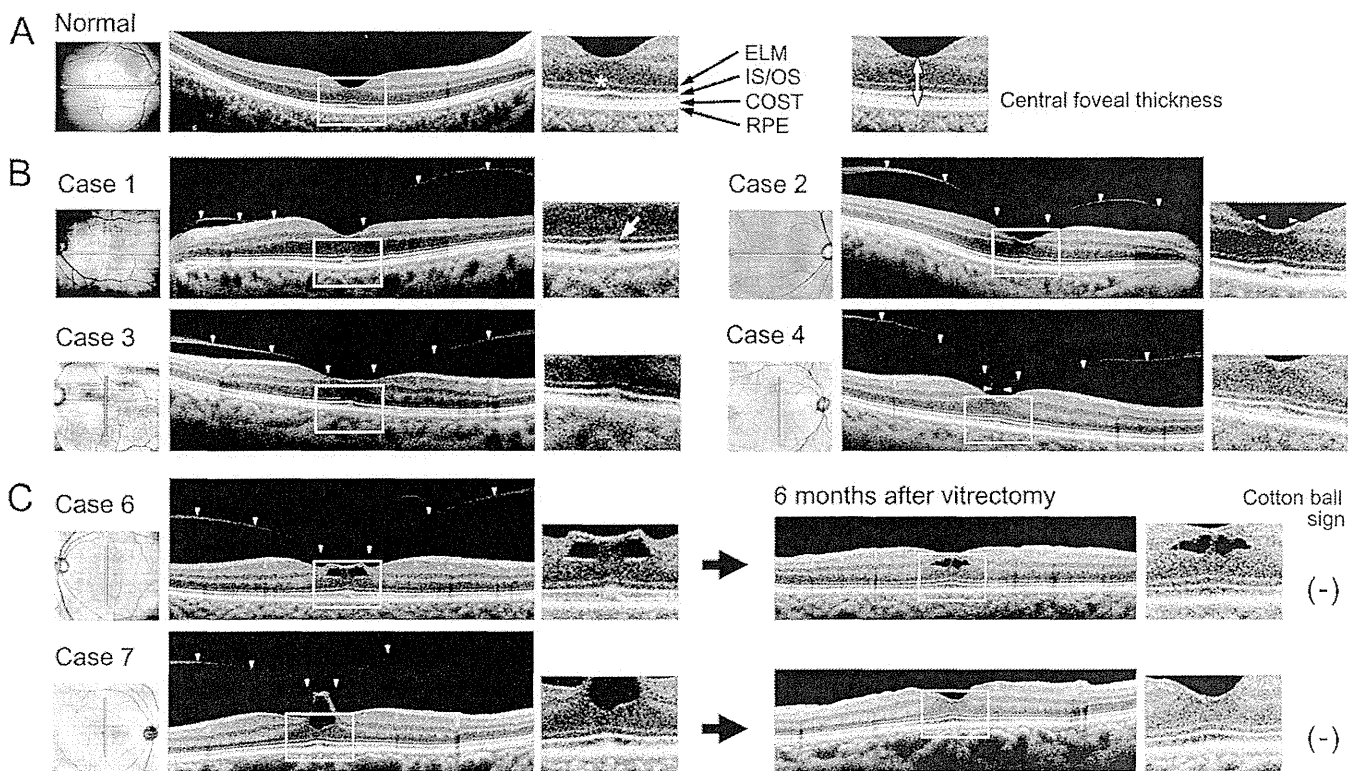 A
Normal
ELM
IS/OS
COST
RPE
Central foveal thickness
B
Case 1
Case 2
Case 3
Case 4
C
Case 6
6 months after vitrectomy
Cotton ball
sign
(-)
Case 7
(-)